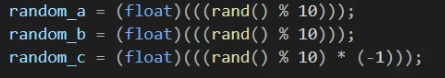 random_a = (float)(((rand() % 10)));
random_b = (float)(((rand() % 10)));
random_c = (float)(((rand() % 10) * (-1)));